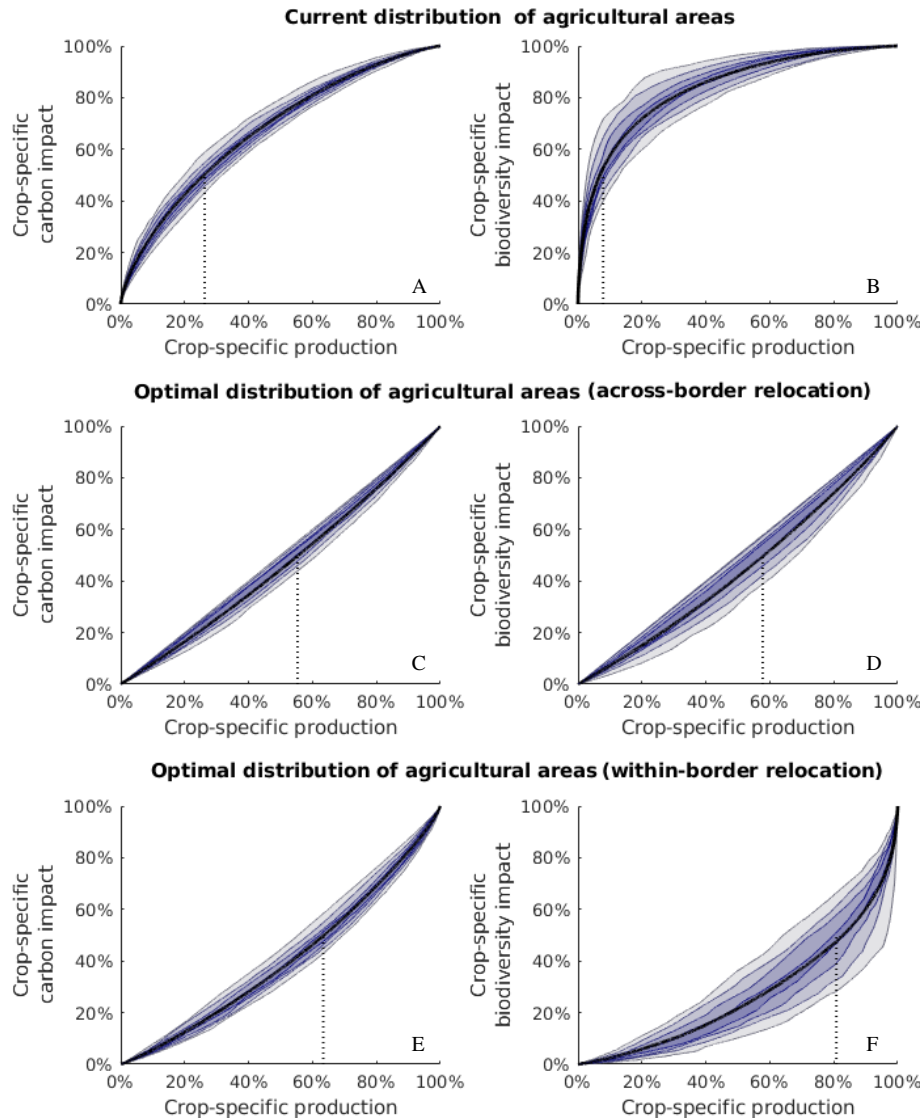 Current distribution of agricultural areas
Crop-specific
carbon impact
100%
80%
60%
40%
20%
0%
A
0% 20% 40% 60% 80% 100%
Crop-specific production
Crop-specific
biodiversity impact
100%
80%
60%
40%
20%
0%
B
0% 20% 40% 60% 80% 100%
Crop-specific production
Optimal distribution of agricultural areas (across-border relocation)
Crop-specific
carbon impact
100%
80%
60%
40%
20%
0%
C
0% 20% 40% 60% 80% 100%
Crop-specific production
Crop-specific
biodiversity impact
100%
80%
60%
40%
20%
0%
D
0% 20% 40% 60% 80% 100%
Crop-specific production
Optimal distribution of agricultural areas (within-border relocation)
Crop-specific
carbon impact
100%
80%
60%
40%
20%
0%
E
0% 20% 40% 60% 80% 100%
Crop-specific production
Crop-specific
biodiversity impact
100%
80%
60%
40%
20%
0%
F
0% 20% 40% 60% 80% 100%
Crop-specific production